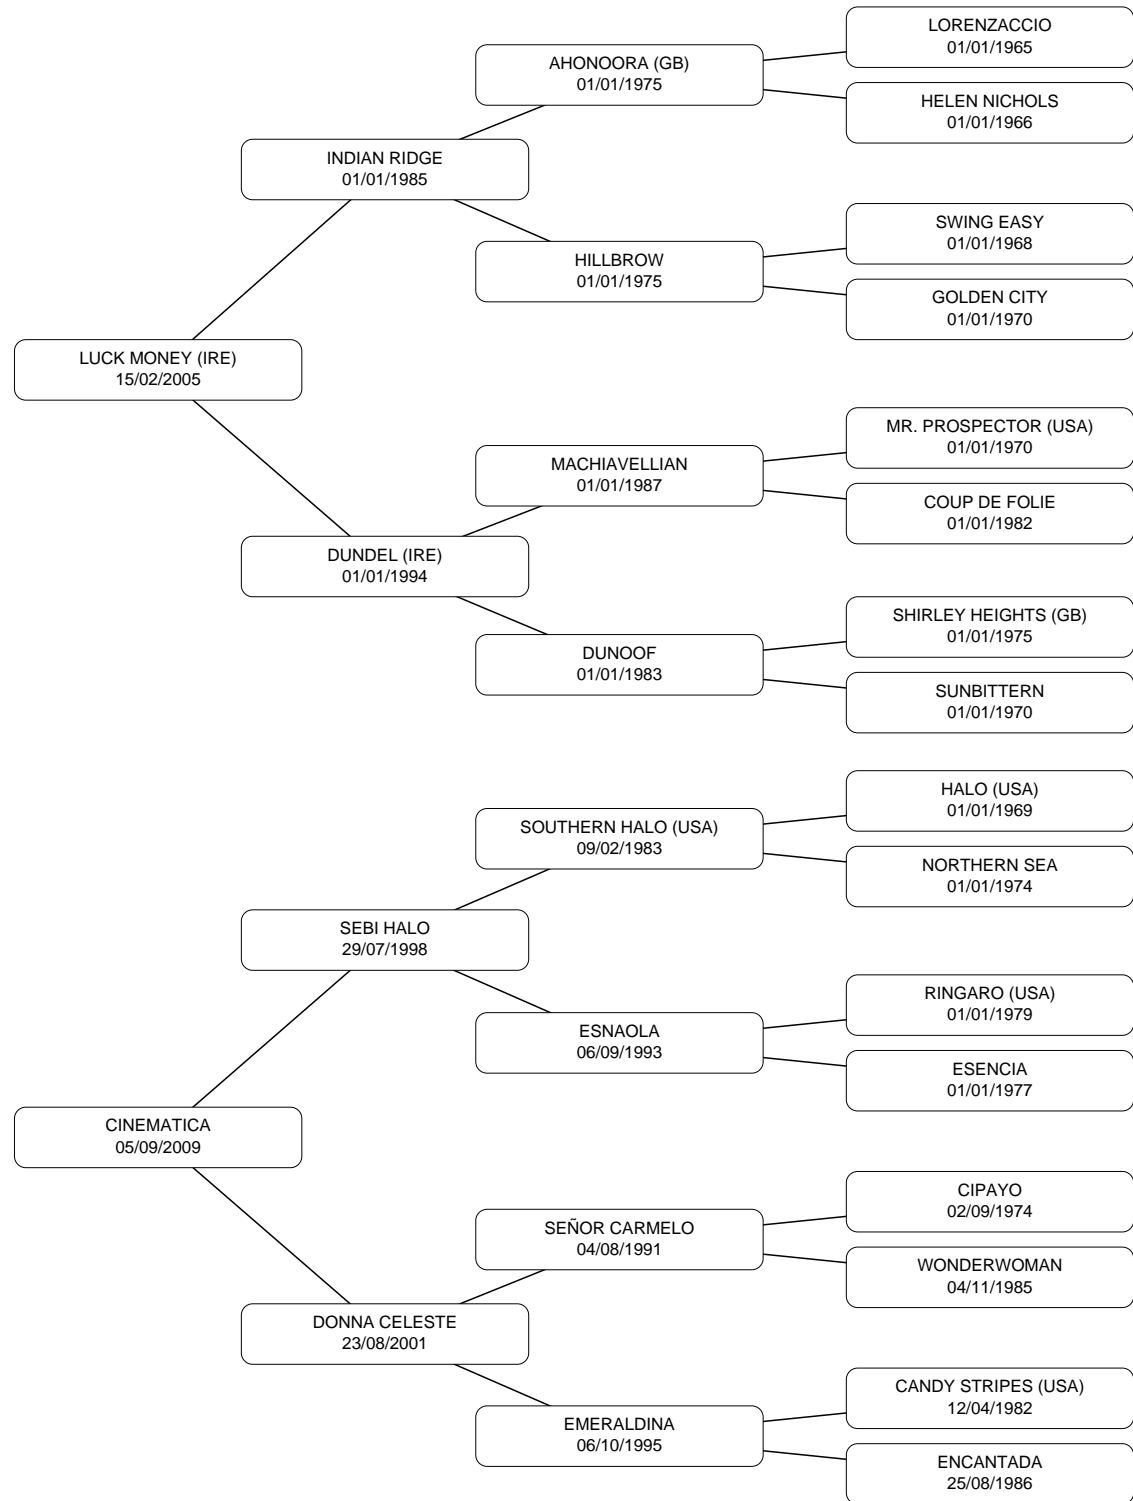 LORENZACCIO
01/01/1965
AHONOORA (GB)
01/01/1975
HELEN NICHOLS
01/01/1966
INDIAN RIDGE
01/01/1985
SWING EASY
01/01/1968
HILLBROW
01/01/1975
GOLDEN CITY
01/01/1970
LUCK MONEY (IRE)
15/02/2005
MR. PROSPECTOR (USA)
01/01/1970
MACHIAVELLIAN
01/01/1987
COUP DE FOLIE
01/01/1982
DUNDEL (IRE)
01/01/1994
SHIRLEY HEIGHTS (GB)
01/01/1975
DUNOOF
01/01/1983
SUNBITTERN
01/01/1970
HALO (USA)
01/01/1969
SOUTHERN HALO (USA)
09/02/1983
NORTHERN SEA
01/01/1974
SEBI HALO
29/07/1998
RINGARO (USA)
01/01/1979
ESNAOLA
06/09/1993
ESENCIA
01/01/1977
CINEMATICA
05/09/2009
CIPAYO
02/09/1974
SEÑOR CARMELO
04/08/1991
WONDERWOMAN
04/11/1985
DONNA CELESTE
23/08/2001
CANDY STRIPES (USA)
12/04/1982
EMERALDINA
06/10/1995
ENCANTADA
25/08/1986